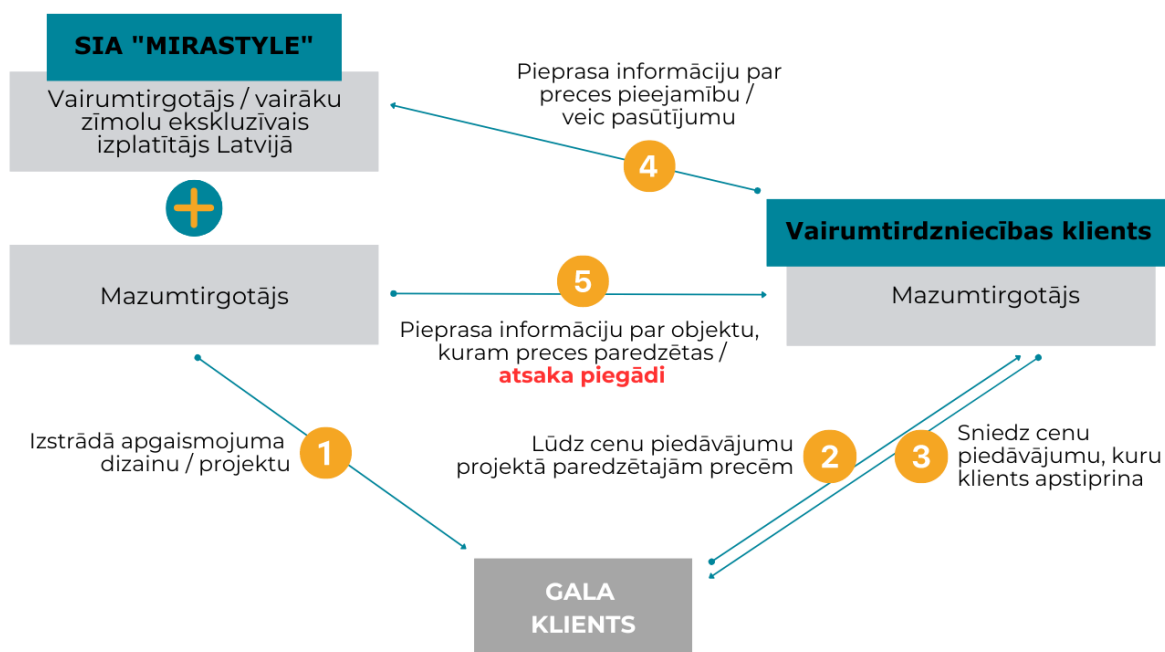 SIA "MIRASTYLE"
Vairumtirgotājs / vairāku
zīmolu ekskluzīvais
izplatītājs Latvijā
Mazumtirgotājs
Pieprasa informāciju par
preces pieejamību /
veic pasūtījumu
4
Vairumtirdzniecības klients
Mazumtirgotājs
5
Pieprasa informāciju par objektu,
kuram preces paredzētas /
atsaka piegādi
Izstrādā apgaismojuma
dizainu / projektu
1
Lūdz cenu piedāvājumu
projektā paredzētajām precēm
2
3
Sniedz cenu
piedāvājumu, kuru
klients apstiprina
GALA
KLIENTS